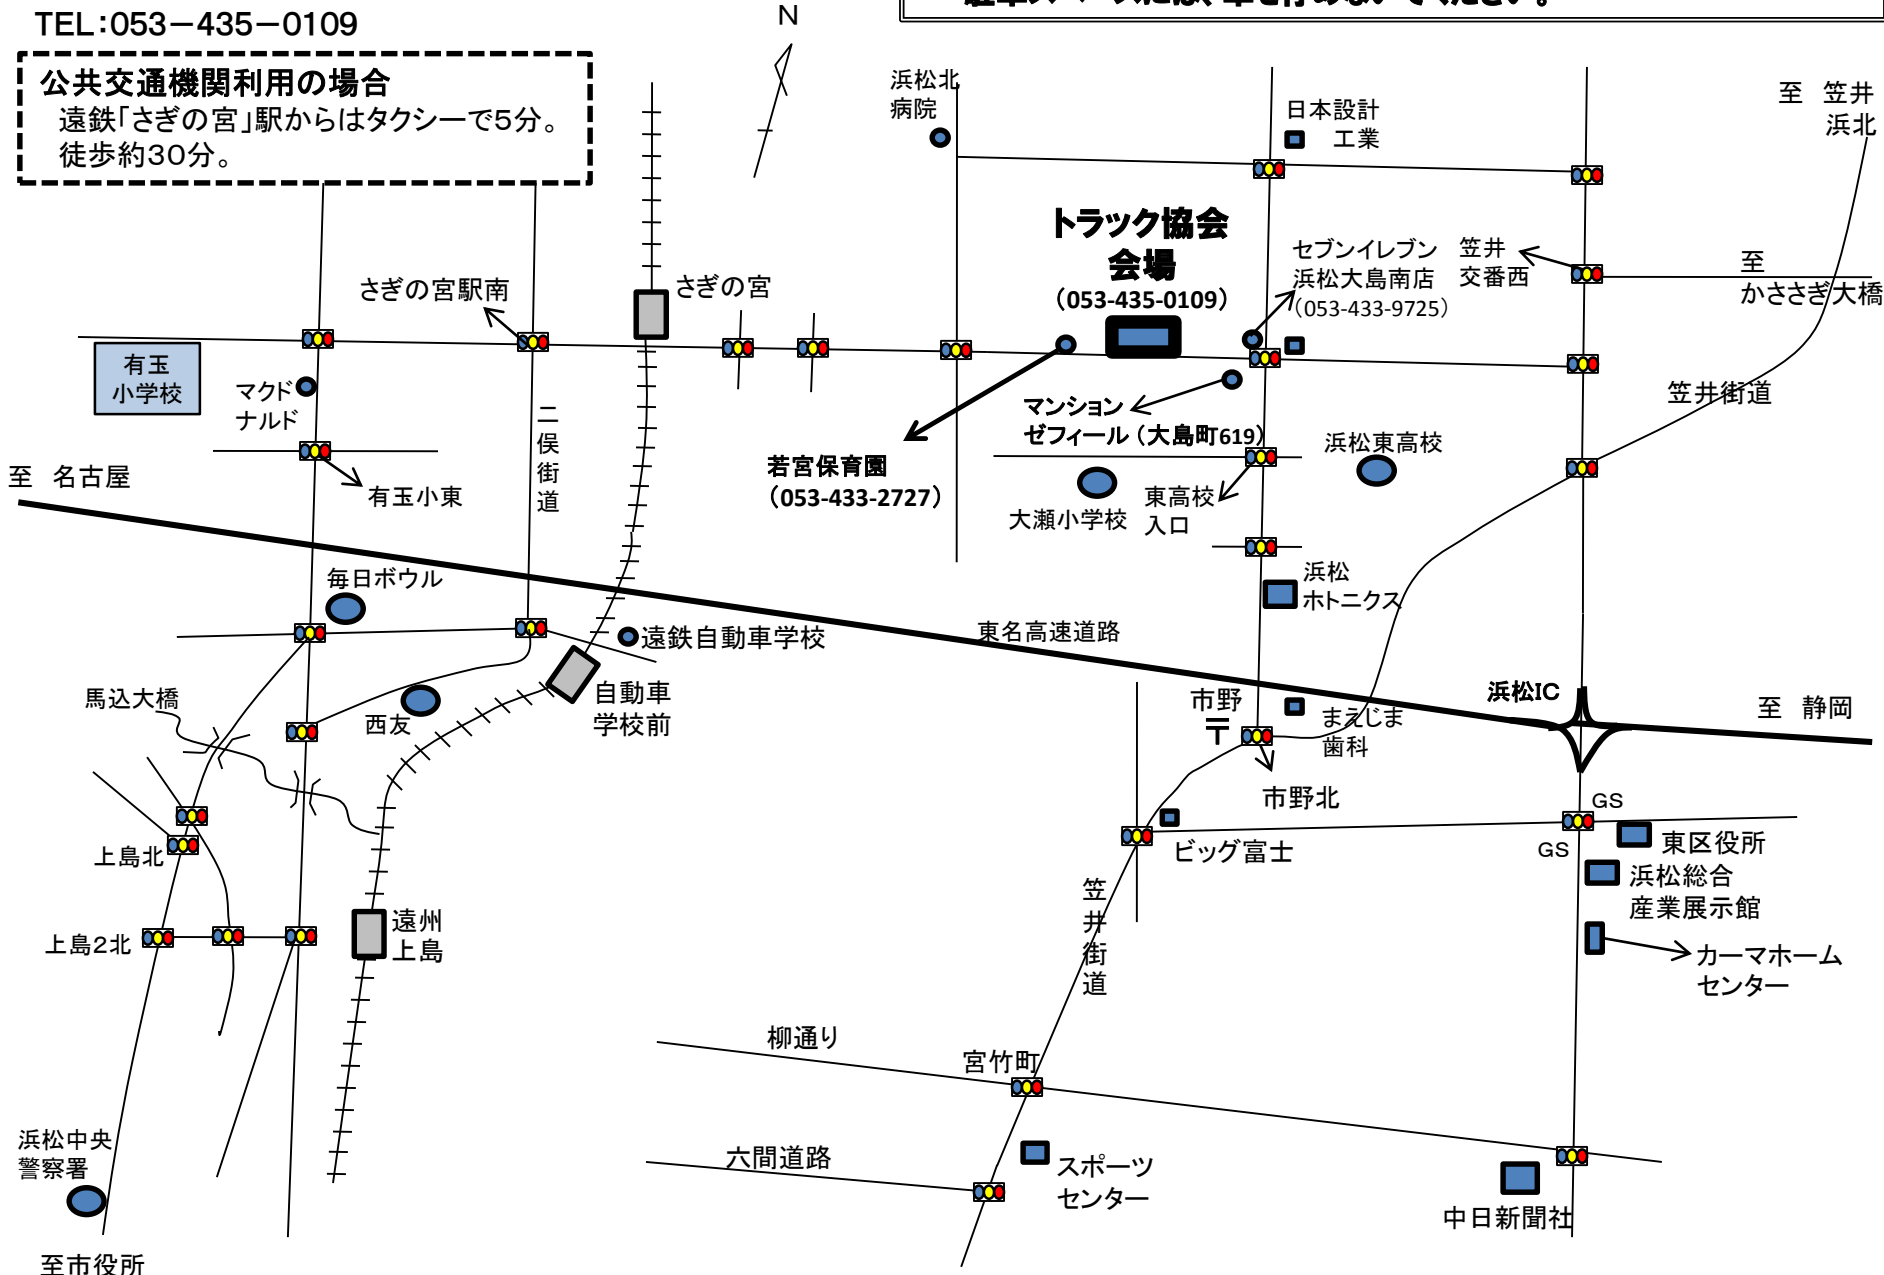 TEL:053－435－0109
N
公共交通機関利用の場合
遠鉄「さぎの宮」駅からはタクシーで5分。
徒歩約30分。
浜松北
病院
日本設計
工業
至 笠井
浜北
トラック協会
会場
（053-435-0109）
セブンイレブン
浜松大島南店
（053-433-9725）
笠井
交番西
至
かささぎ大橋
さぎの宮駅南
さぎの宮
有玉
小学校
マクド
ナルド
二俣街道
マンション
ゼフィール（大島町619）
笠井街道
浜松東高校
若宮保育園
（053-433-2727）
至 名古屋
有玉小東
大瀬小学校
東高校
入口
毎日ボウル
浜松
ホトニクス
遠鉄自動車学校
東名高速道路
馬込大橋
西友
自動車
学校前
市野
〒
まえじま
歯科
浜松IC
至 静岡
市野北
GS
上島北
ビッグ富士
GS
東区役所
浜松総合
産業展示館
笠井街道
上島2北
遠州
上島
カーマホーム
センター
柳通り
宮竹町
浜松中央
警察署
六間道路
スポーツ
センター
中日新聞社
至市役所